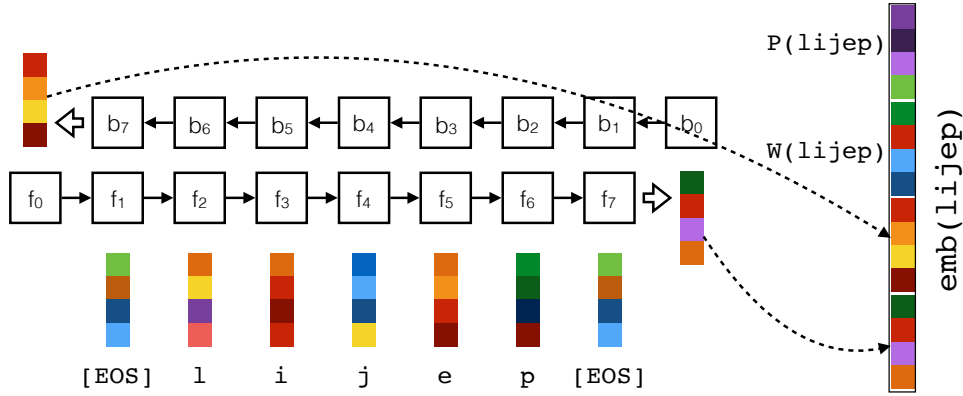 P(lijep)
b7 b6 b5 b4 b3 b2 b1 b0
W(lijep)
f0 f1 f2 f3 f4 f5 f6 f7
emb(lijep)
[EOS] l i j e p [EOS]